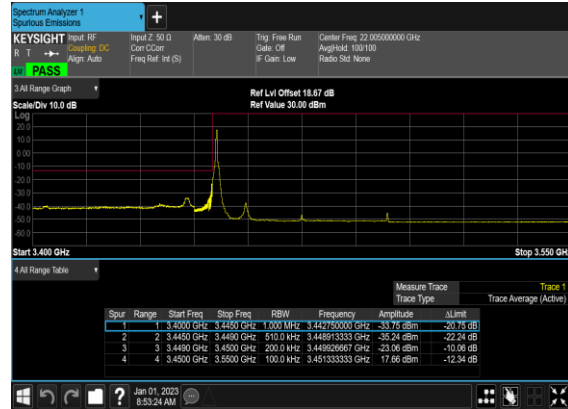 Spectrum Analyzer 1
Spurious Emissions
KEYSIGHT Input: RF Input Z: 50 Ω Atten: 30 dB Trig: Free Run Center Freq: 22.005000000 GHz
R T Coupling: DC Corr CCorr Gate: Off Avg|Hold: 100/100
Align: Auto Freq Ref: Int (S) IF Gain: Low Radio Std: None
PASS
3 All Range Graph
Ref Lvl Offset 18.67 dB
Scale/Div 10.0 dB Ref Value 30.00 dBm
Log
20.0
10.0
0.00
-10.0
-20.0
-30.0
-40.0
-50.0
-60.0
Start 3.400 GHz Stop 3.550 GHz
4 All Range Table
Measure Trace Trace 1
Trace Type Trace Average (Active)
Spur Range Start Freq Stop Freq RBW Frequency Amplitude ΔLimit
1 1 3.4000 GHz 3.4450 GHz 1.000 MHz 3.442750000 GHz -33.75 dBm -20.75 dB
2 2 3.4450 GHz 3.4490 GHz 510.0 kHz 3.448913333 GHz -35.24 dBm -22.24 dB
3 3 3.4490 GHz 3.4500 GHz 200.0 kHz 3.449926667 GHz -23.06 dBm -10.06 dB
4 4 3.4500 GHz 3.5500 GHz 100.0 kHz 3.451333333 GHz 17.66 dBm -12.34 dB
Jan 01, 2023
8:53:24 AM